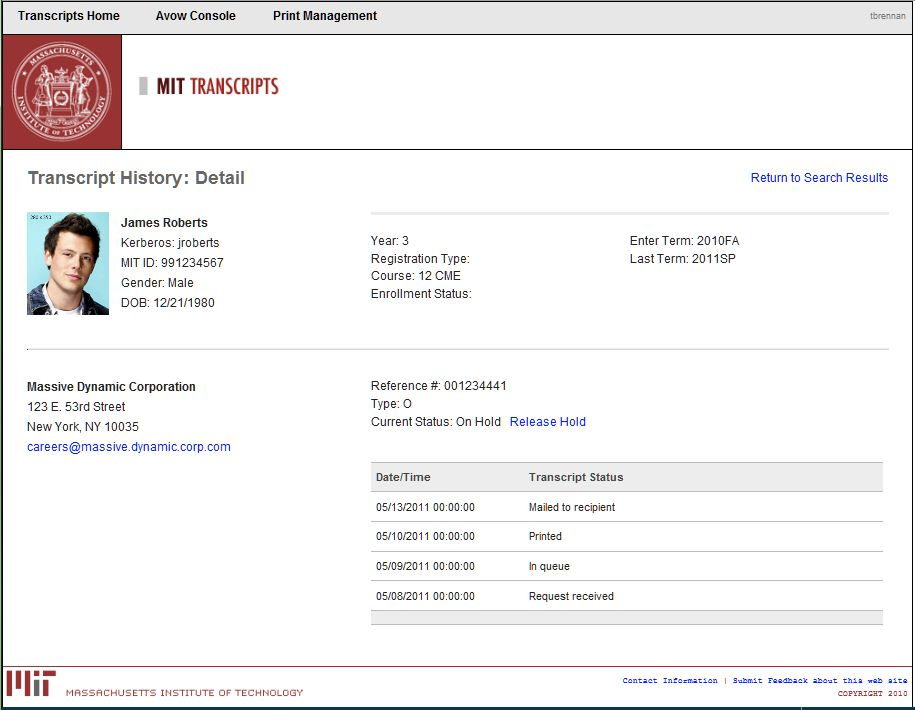 Transcripts Home Avow Console Print Management tbrennan
MASSACHUSETTS
INSTITUTE OF TECHNOLOGY
MIT TRANSCRIPTS
Transcript History: Detail
Return to Search Results
James Roberts
Kerberos: jroberts
MIT ID: 991234567
Gender: Male
DOB: 12/21/1980
Year: 3
Registration Type:
Course: 12 CME
Enrollment Status:
Enter Term: 2010FA
Last Term: 2011SP
Massive Dynamic Corporation
123 E. 53rd Street
New York, NY 10035
careers@massive.dynamic.corp.com
Reference #: 001234441
Type: O
Current Status: On Hold Release Hold
Date/Time Transcript Status
05/13/2011 00:00:00 Mailed to recipient
05/10/2011 00:00:00 Printed
05/09/2011 00:00:00 In queue
05/08/2011 00:00:00 Request received
MIT MASSACHUSETTS INSTITUTE OF TECHNOLOGY
Contact Information | Submit Feedback about this web site
COPYRIGHT 2010